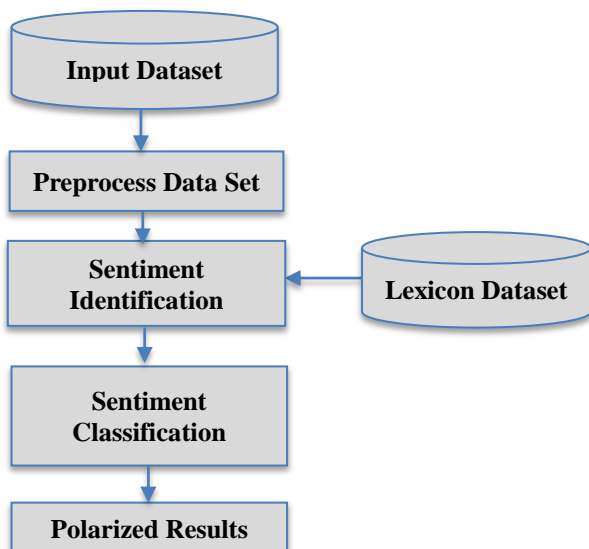 Input Dataset
Preprocess Data Set
Sentiment
Identification
Lexicon Dataset
Sentiment
Classification
Polarized Results